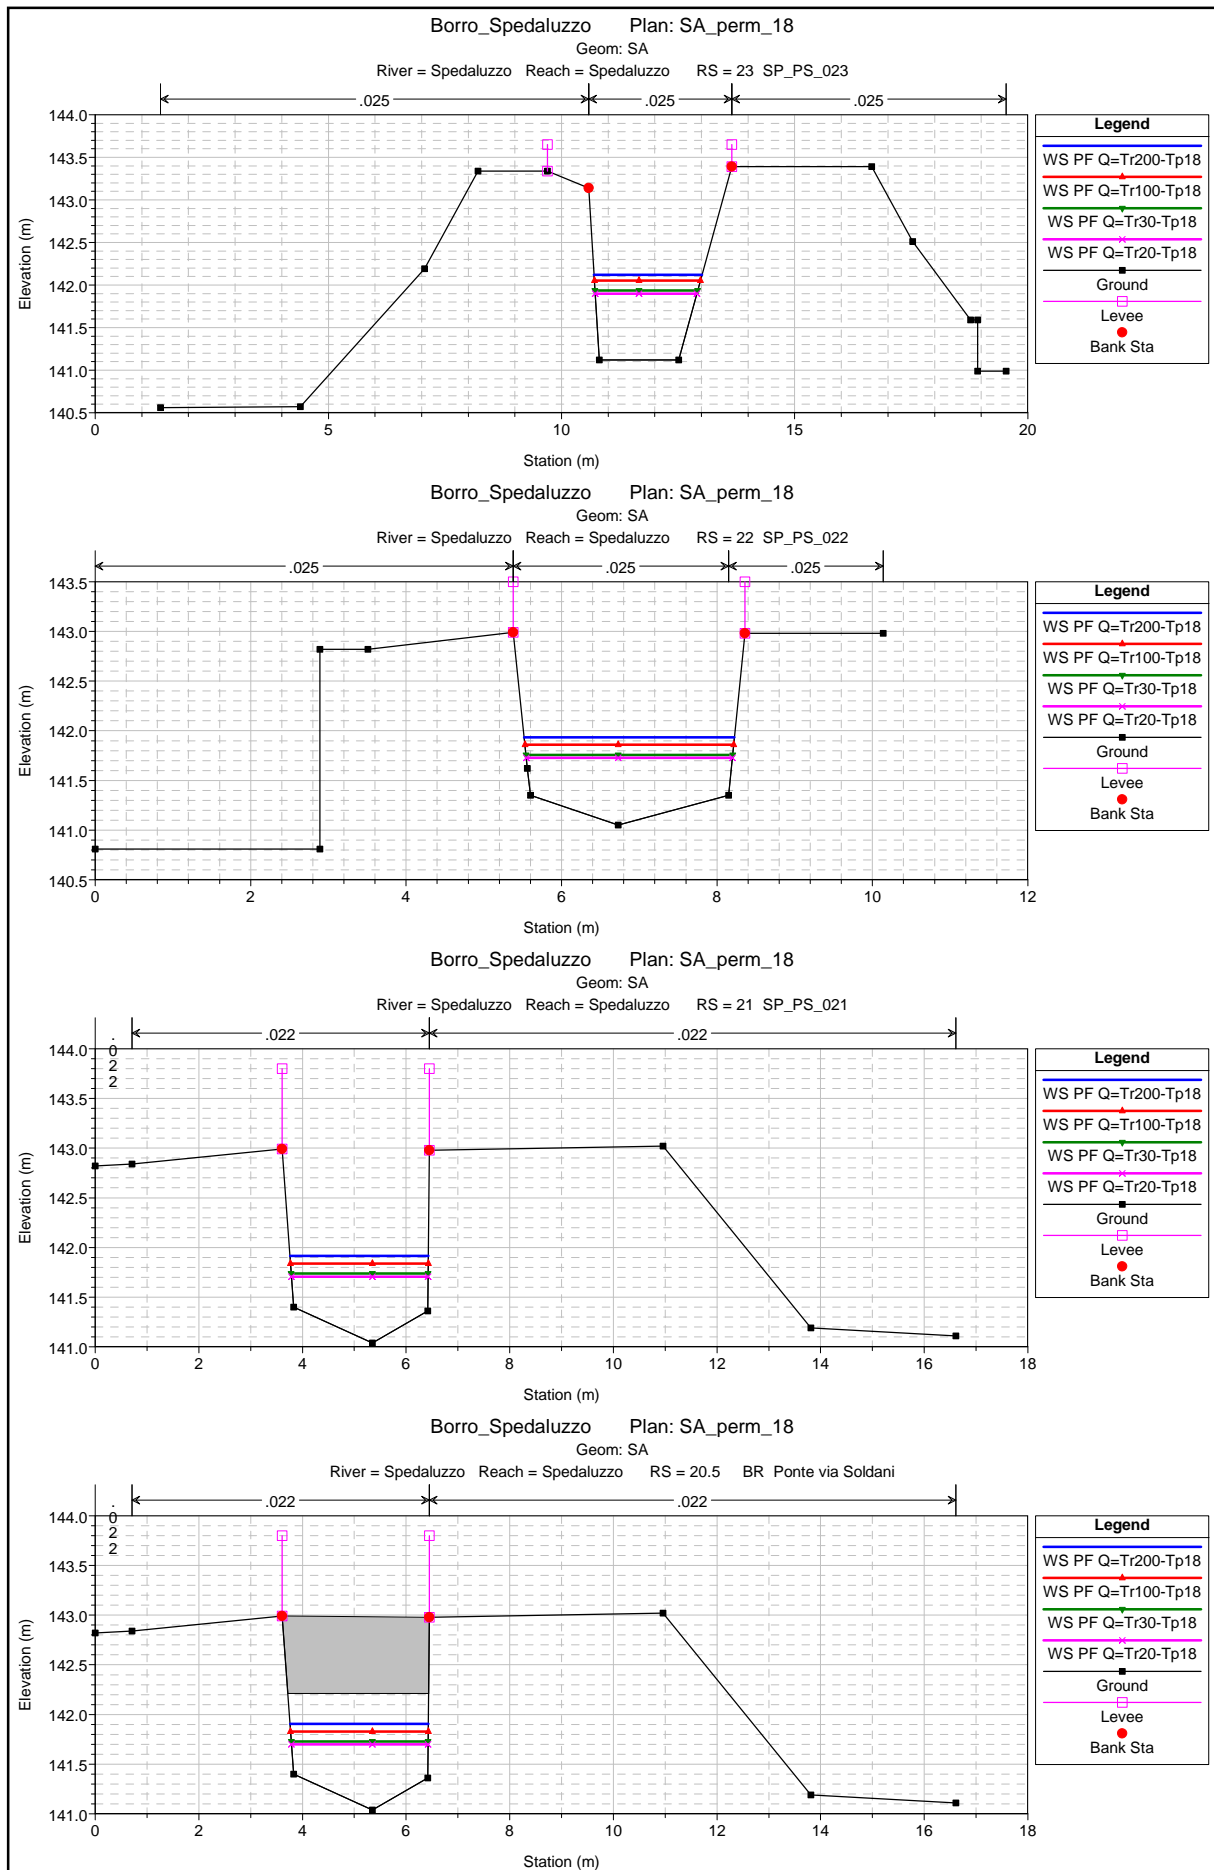 Borro_Spedaluzzo Plan: SA_perm_18
Geom: SA
River = Spedaluzzo Reach = Spedaluzzo RS = 23 SP_PS_023
.025 .025 .025
144.0
143.5
143.0
142.5
142.0
141.5
141.0
140.5
Elevation (m)
0 5 10 15 20
Station (m)
Legend
WS PF Q=Tr200-Tp18
WS PF Q=Tr100-Tp18
WS PF Q=Tr30-Tp18
WS PF Q=Tr20-Tp18
Ground
Levee
Bank Sta
Borro_Spedaluzzo Plan: SA_perm_18
Geom: SA
River = Spedaluzzo Reach = Spedaluzzo RS = 22 SP_PS_022
.025 .025 .025
143.5
143.0
142.5
142.0
141.5
141.0
140.5
Elevation (m)
0 2 4 6 8 10 12
Station (m)
Legend
WS PF Q=Tr200-Tp18
WS PF Q=Tr100-Tp18
WS PF Q=Tr30-Tp18
WS PF Q=Tr20-Tp18
Ground
Levee
Bank Sta
Borro_Spedaluzzo Plan: SA_perm_18
Geom: SA
River = Spedaluzzo Reach = Spedaluzzo RS = 21 SP_PS_021
.022 .022 .022
144.0
143.5
143.0
142.5
142.0
141.5
141.0
Elevation (m)
0 2 4 6 8 10 12 14 16 18
Station (m)
Legend
WS PF Q=Tr200-Tp18
WS PF Q=Tr100-Tp18
WS PF Q=Tr30-Tp18
WS PF Q=Tr20-Tp18
Ground
Levee
Bank Sta
Borro_Spedaluzzo Plan: SA_perm_18
Geom: SA
River = Spedaluzzo Reach = Spedaluzzo RS = 20.5 BR Ponte via Soldani
.022 .022 .022
144.0
143.5
143.0
142.5
142.0
141.5
141.0
Elevation (m)
0 2 4 6 8 10 12 14 16 18
Station (m)
Legend
WS PF Q=Tr200-Tp18
WS PF Q=Tr100-Tp18
WS PF Q=Tr30-Tp18
WS PF Q=Tr20-Tp18
Ground
Levee
Bank Sta